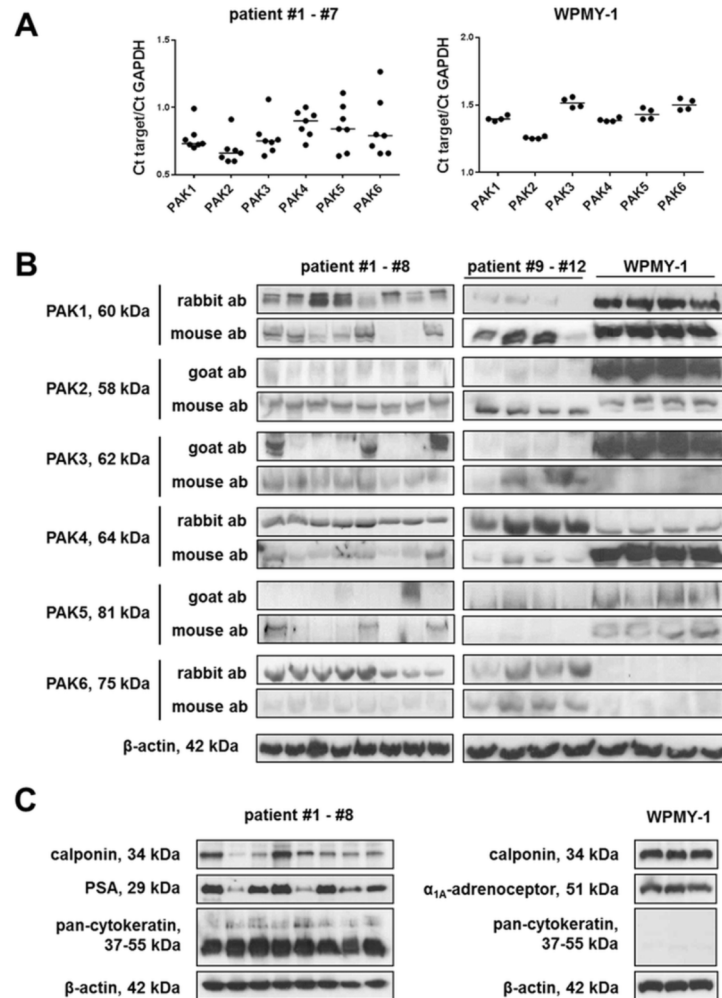 A
patient #1 - #7
WPMY-1
Ct target/Ct GAPDH
1.5
1.0
0.5
PAK1 PAK2 PAK3 PAK4 PAK5 PAK6
Ct target/Ct GAPDH
2.0
1.5
1.0
PAK1 PAK2 PAK3 PAK4 PAK5 PAK6
B
patient #1 - #8 patient #9 - #12 WPMY-1
PAK1, 60 kDa
rabbit ab
mouse ab
PAK2, 58 kDa
goat ab
mouse ab
PAK3, 62 kDa
goat ab
mouse ab
PAK4, 64 kDa
rabbit ab
mouse ab
PAK5, 81 kDa
goat ab
mouse ab
PAK6, 75 kDa
rabbit ab
mouse ab
β-actin, 42 kDa
C
patient #1 - #8
calponin, 34 kDa
PSA, 29 kDa
pan-cytokeratin,
37-55 kDa
β-actin, 42 kDa
WPMY-1
calponin, 34 kDa
α1A-adrenoceptor, 51 kDa
pan-cytokeratin,
37-55 kDa
β-actin, 42 kDa